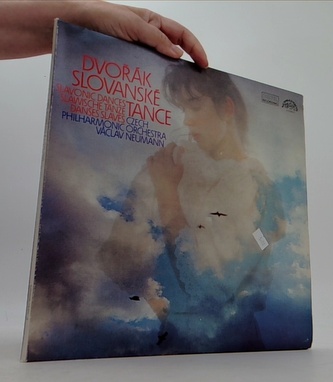 DVOŘÁK
SLOVANSKÉ
TANCE
SLAVONIC DANCES
SLAWISCHE TÄNZE
DANSES SLAVES
CZECH
PHILHARMONIC ORCHESTRA
VÁCLAV NEUMANN